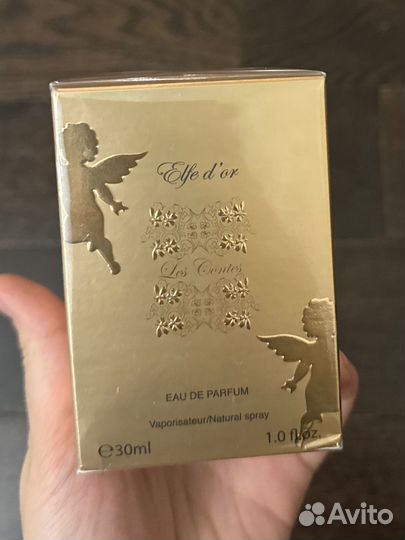 Elfe d'or
Les Contes
EAU DE PARFUM
Vaporisateur/Natural spray
℮30ml 1.0 fl.oz.
Avito